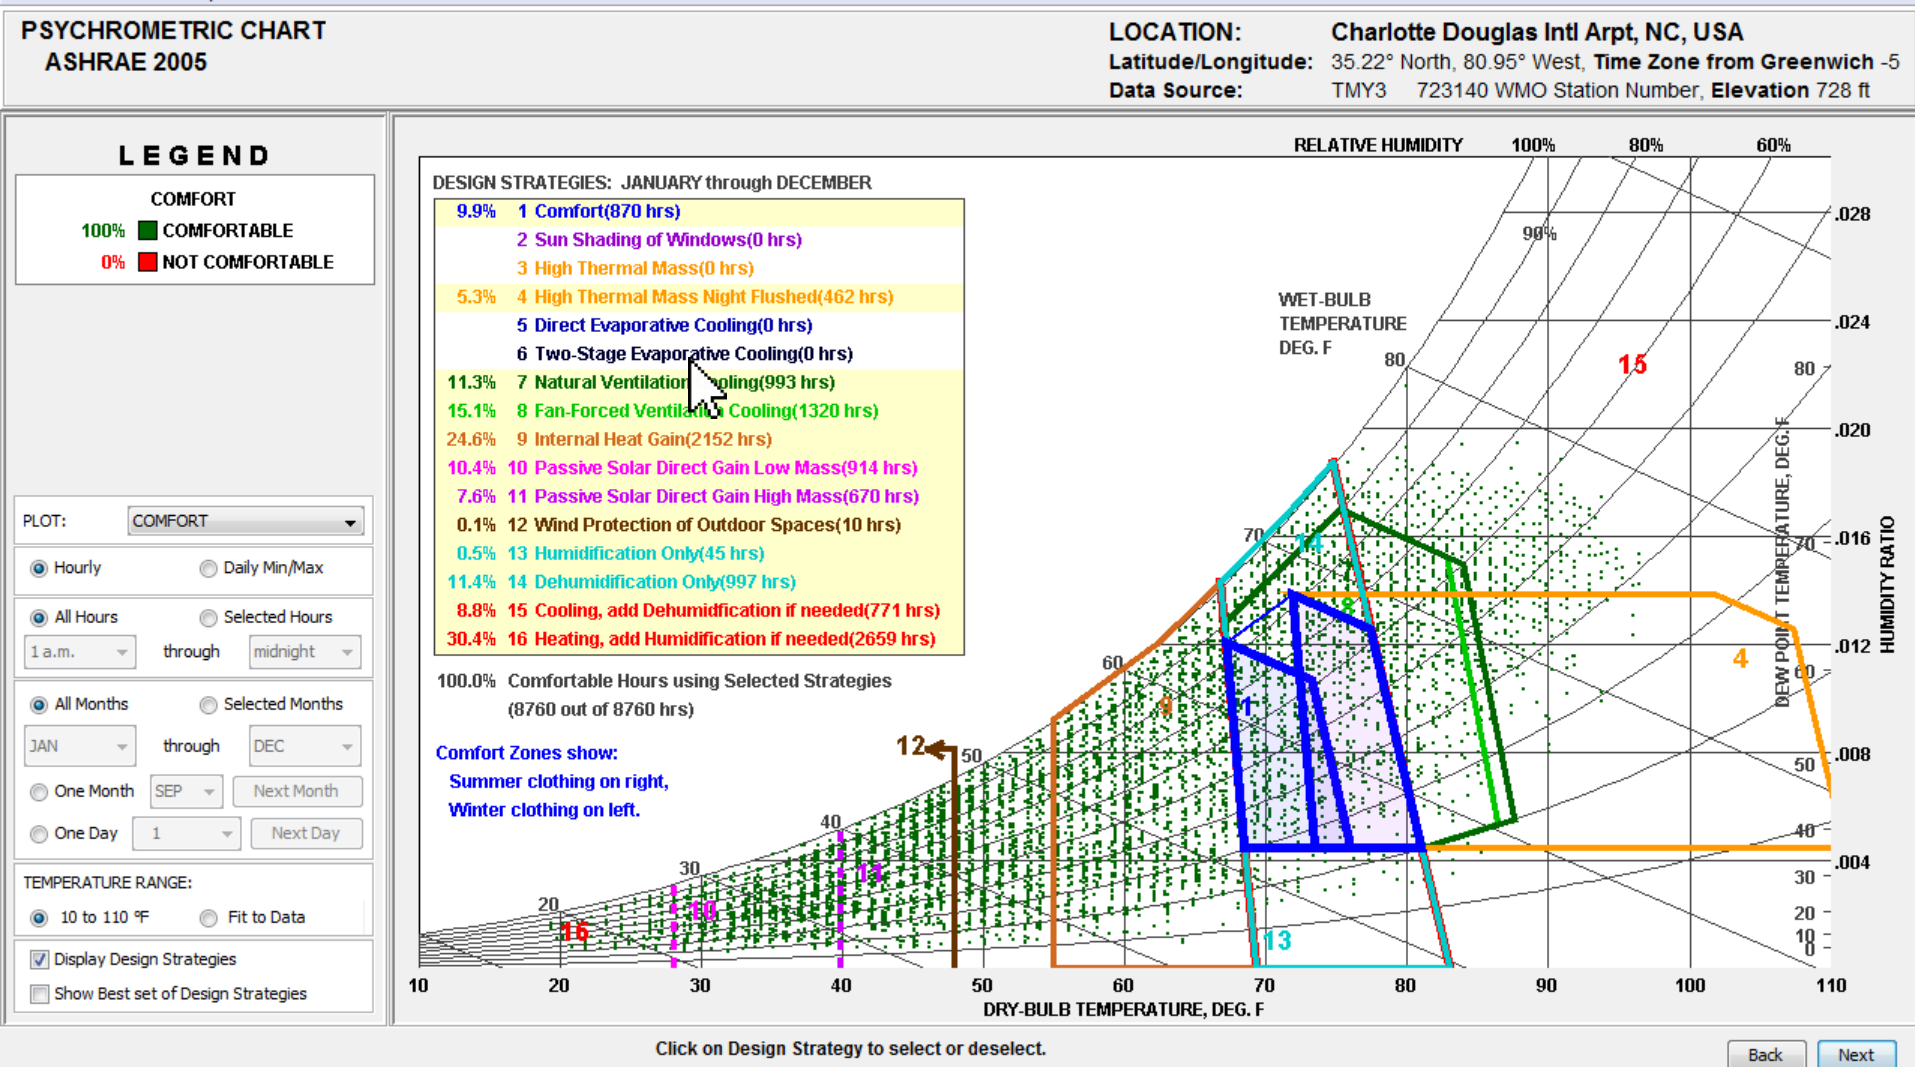 PSYCHROMETRIC CHART
ASHRAE 2005
LOCATION: Charlotte Douglas Intl Arpt, NC, USA
Latitude/Longitude: 35.22° North, 80.95° West, Time Zone from Greenwich -5
Data Source: TMY3 723140 WMO Station Number, Elevation 728 ft
LEGEND
COMFORT
100% COMFORTABLE
0% NOT COMFORTABLE
PLOT: COMFORT
Hourly Daily Min/Max
All Hours Selected Hours
1 a.m. through midnight
All Months Selected Months
JAN through DEC
One Month SEP Next Month
One Day 1 Next Day
TEMPERATURE RANGE:
10 to 110 °F Fit to Data
Display Design Strategies
Show Best set of Design Strategies
RELATIVE HUMIDITY 100% 80% 60%
90%
DESIGN STRATEGIES: JANUARY through DECEMBER
9.9% 1 Comfort(870 hrs)
2 Sun Shading of Windows(0 hrs)
3 High Thermal Mass(0 hrs)
5.3% 4 High Thermal Mass Night Flushed(462 hrs)
5 Direct Evaporative Cooling(0 hrs)
6 Two-Stage Evaporative Cooling(0 hrs)
11.3% 7 Natural Ventilation ooling(993 hrs)
15.1% 8 Fan-Forced Ventilation Cooling(1320 hrs)
24.6% 9 Internal Heat Gain(2152 hrs)
10.4% 10 Passive Solar Direct Gain Low Mass(914 hrs)
7.6% 11 Passive Solar Direct Gain High Mass(670 hrs)
0.1% 12 Wind Protection of Outdoor Spaces(10 hrs)
0.5% 13 Humidification Only(45 hrs)
11.4% 14 Dehumidification Only(997 hrs)
8.8% 15 Cooling, add Dehumidfication if needed(771 hrs)
30.4% 16 Heating, add Humidification if needed(2659 hrs)
100.0% Comfortable Hours using Selected Strategies
(8760 out of 8760 hrs)
Comfort Zones show:
Summer clothing on right,
Winter clothing on left.
WET-BULB
TEMPERATURE
DEG. F
20
30
40
50
60
70
80
16
10
11
12
9
1
13
14
8
15
4
DEW POINT TEMPERATURE, DEG. F
80
70
60
50
40
30
20
10
0
.028
.024
.020
.016
.012
.008
.004
HUMIDITY RATIO
10 20 30 40 50 60 70 80 90 100 110
DRY-BULB TEMPERATURE, DEG. F
Click on Design Strategy to select or deselect.
Back Next